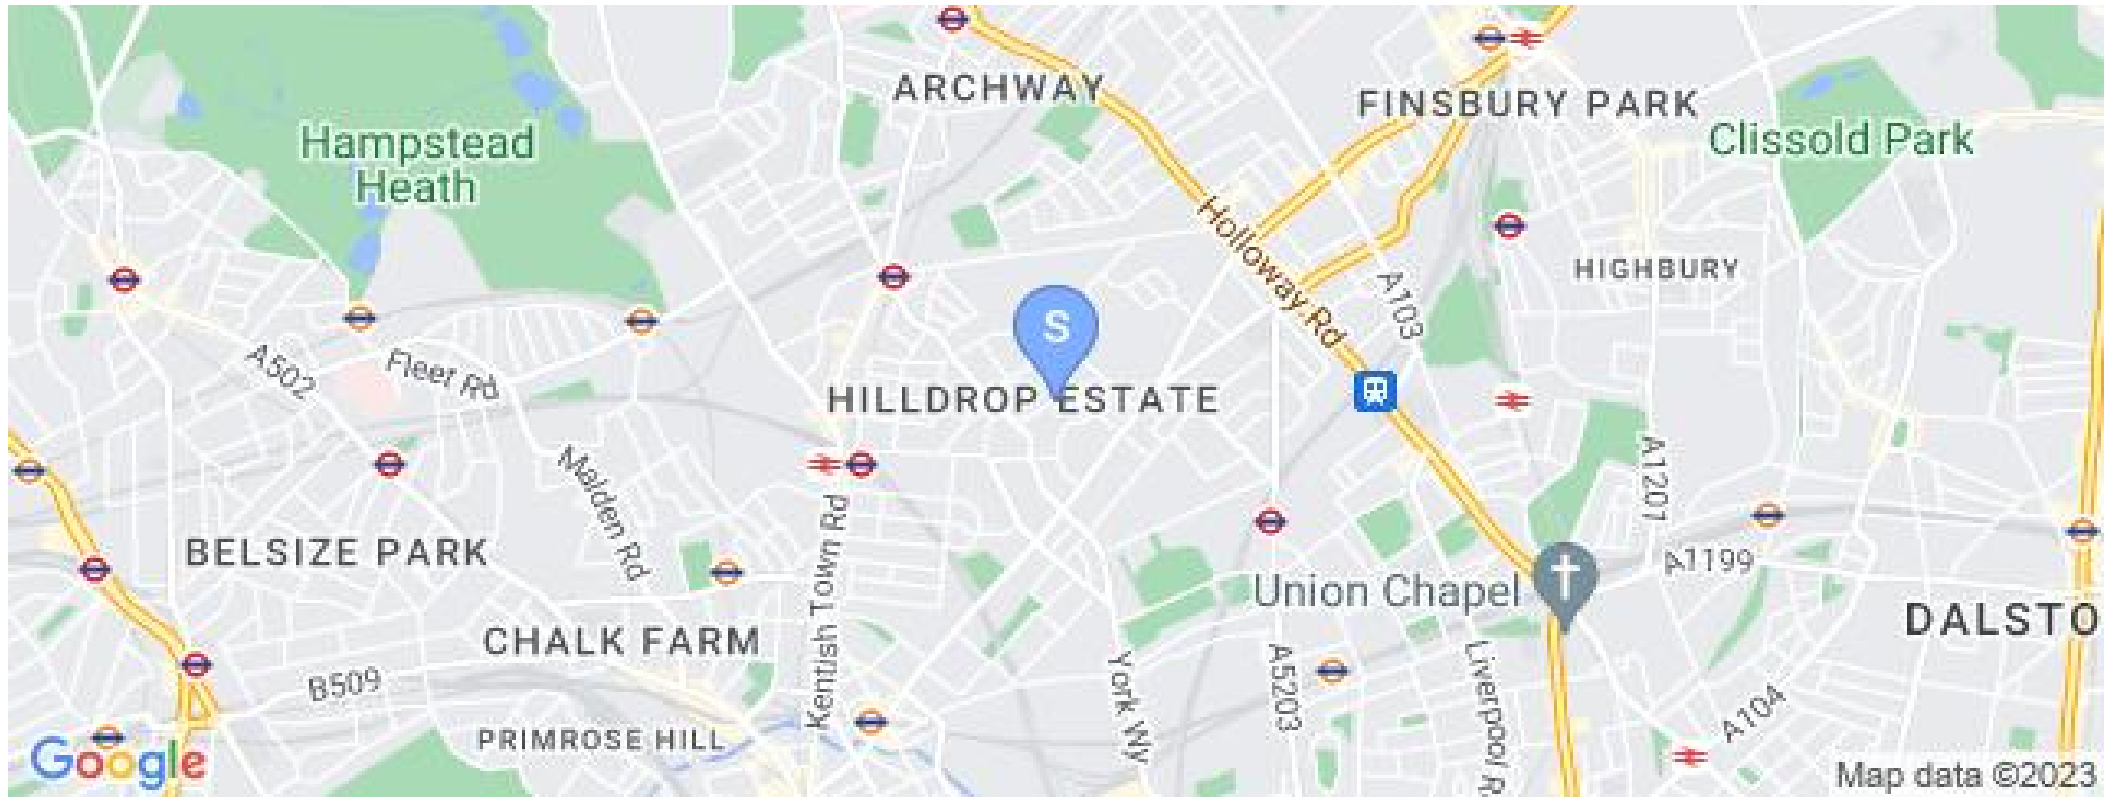 ARCHWAY
FINSBURY PARK
Clissold Park
Hampstead
Heath
Holloway Rd
HIGHBURY
A103
S
A502
Fleet Rd
HILLDROP ESTATE
Malden Rd
A1201
Kentish Town Rd
BELSIZE PARK
A1199
Union Chapel
DALSTO
CHALK FARM
B509
York Wy
A5203
Liverpool R
A104
PRIMROSE HILL
Google
Map data ©2023